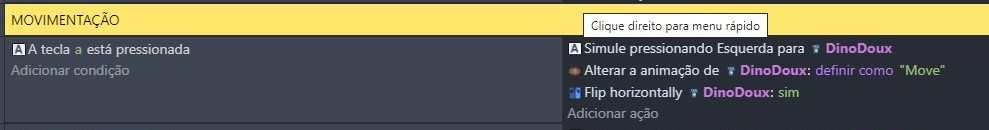 MOVIMENTAÇÃO
Clique direito para menu rápido
A A tecla a está pressionada
Adicionar condição
A Simule pressionando Esquerda para DinoDoux
Alterar a animação de DinoDoux: definir como "Move"
Flip horizontally DinoDoux: sim
Adicionar ação